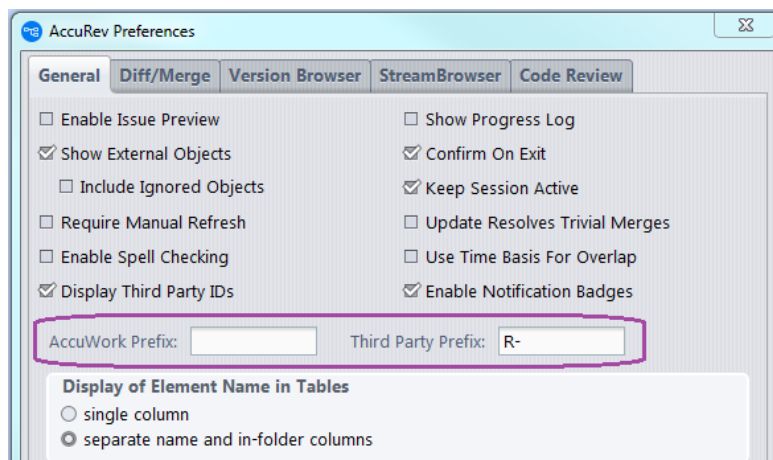 AccuRev Preferences
General Diff/Merge Version Browser StreamBrowser Code Review
Enable Issue Preview Show Progress Log
Show External Objects Confirm On Exit
Include Ignored Objects Keep Session Active
Require Manual Refresh Update Resolves Trivial Merges
Enable Spell Checking Use Time Basis For Overlap
Display Third Party IDs Enable Notification Badges
AccuWork Prefix: Third Party Prefix: R-
Display of Element Name in Tables
single column
separate name and in-folder columns